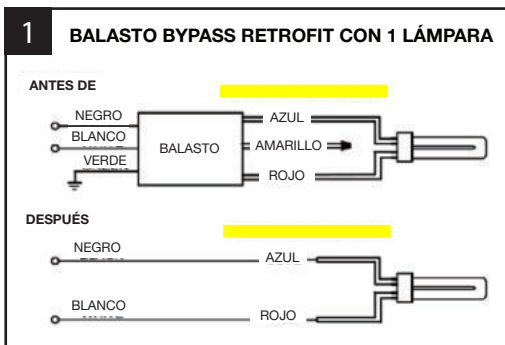 1 BALASTO BYPASS RETROFIT CON 1 LÁMPARA
ANTES DE
NEGRO
BLANCO
VERDE
BALASTO
AZUL
AMARILLO
ROJO
DESPUÉS
NEGRO
AZUL
BLANCO
ROJO